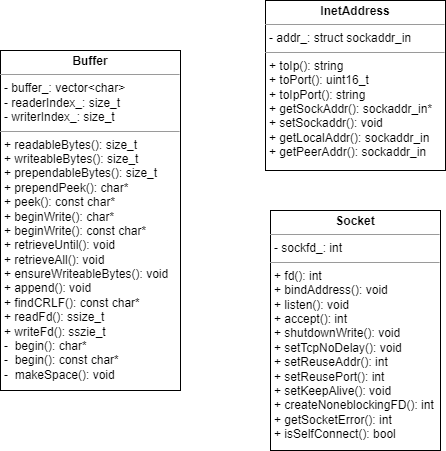 Buffer
- buffer_: vector<char>
- readerIndex_: size_t
- writerIndex_: size_t
+ readableBytes(): size_t
+ writeableBytes(): size_t
+ prependableBytes(): size_t
+ prependPeek(): char*
+ peek(): const char*
+ beginWrite(): char*
+ beginWrite(): const char*
+ retrieveUntil(): void
+ retrieveAll(): void
+ ensureWriteableBytes(): void
+ append(): void
+ findCRLF(): const char*
+ readFd(): ssize_t
+ writeFd(): sszie_t
- begin(): char*
- begin(): const char*
- makeSpace(): void
InetAddress
- addr_: struct sockaddr_in
+ toIp(): string
+ toPort(): uint16_t
+ toIpPort(): string
+ getSockAddr(): sockaddr_in*
+ setSockaddr(): void
+ getLocalAddr(): sockaddr_in
+ getPeerAddr(): sockaddr_in
Socket
- sockfd_: int
+ fd(): int
+ bindAddress(): void
+ listen(): void
+ accept(): int
+ shutdownWrite(): void
+ setTcpNoDelay(): void
+ setReuseAddr(): int
+ setReusePort(): int
+ setKeepAlive(): void
+ createNoneblockingFD(): int
+ getSocketError(): int
+ isSelfConnect(): bool